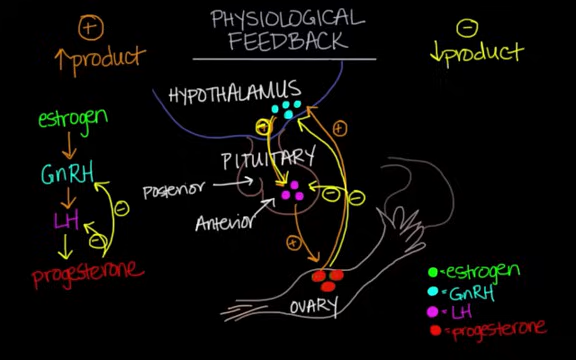 PHYSIOLOGICAL
FEEDBACK
+
↑product
−
↓product
estrogen
GnRH
LH
progesterone
−
−
HYPOTHALAMUS
+
+
PITUITARY
Posterior
Anterior
−
−
+
OVARY
=estrogen
=GnRH
=LH
=progesterone